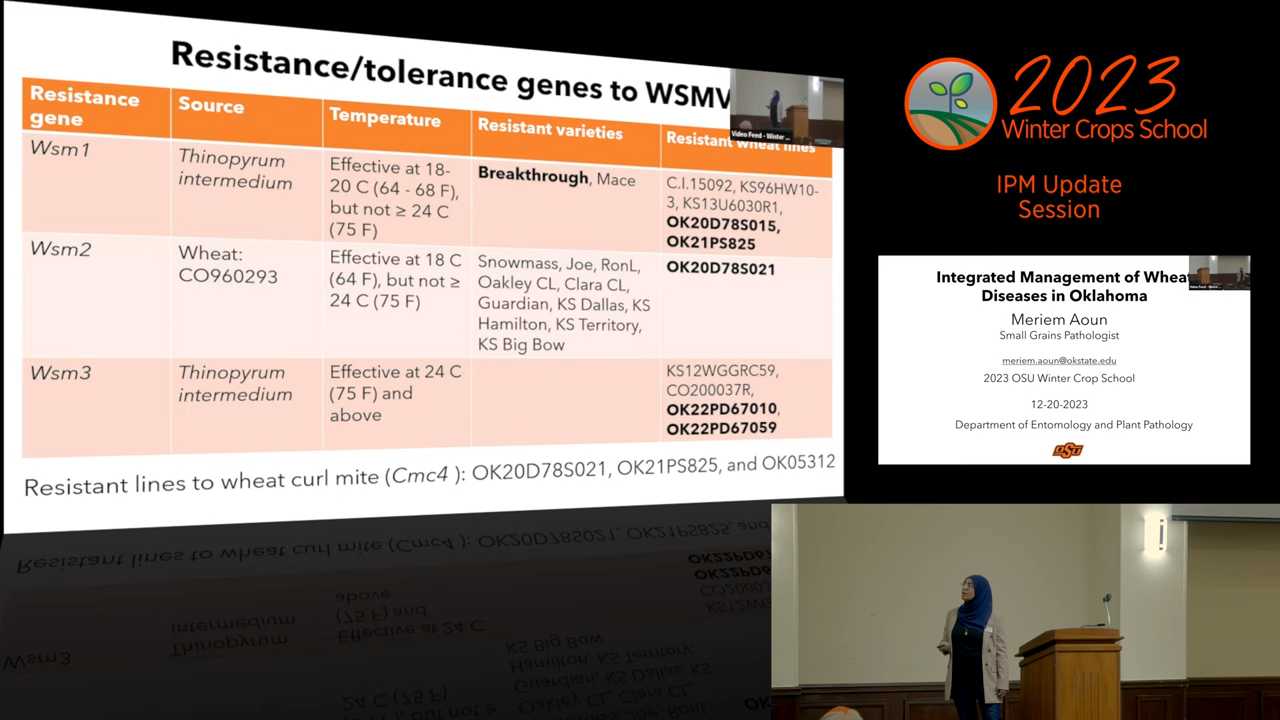 Resistance/tolerance genes to WSMV
Resistance
gene
Source
Temperature
Resistant varieties
Resistant wheat lines
Wsm1
Thinopyrum
intermedium
Effective at 18-
20 C (64 - 68 F),
but not ≥ 24 C
(75 F)
Breakthrough, Mace
C.I.15092, KS96HW10-
3, KS13U6030R1,
OK20D78S015,
OK21PS825
Wsm2
Wheat:
CO960293
Effective at 18 C
(64 F), but not ≥
24 C (75 F)
Snowmass, Joe, RonL,
Oakley CL, Clara CL,
Guardian, KS Dallas, KS
Hamilton, KS Territory,
KS Big Bow
OK20D78S021
Wsm3
Thinopyrum
intermedium
Effective at 24 C
(75 F) and
above
KS12WGGRC59,
CO200037R,
OK22PD67010,
OK22PD67059
Resistant lines to wheat curl mite (Cmc4 ): OK20D78S021, OK21PS825, and OK05312
Video Feed - Winter ...
2023
Winter Crops School
IPM Update
Session
Integrated Management of Wheat
Diseases in Oklahoma
Meriem Aoun
Small Grains Pathologist
meriem.aoun@okstate.edu
2023 OSU Winter Crop School
12-20-2023
Department of Entomology and Plant Pathology
OSU